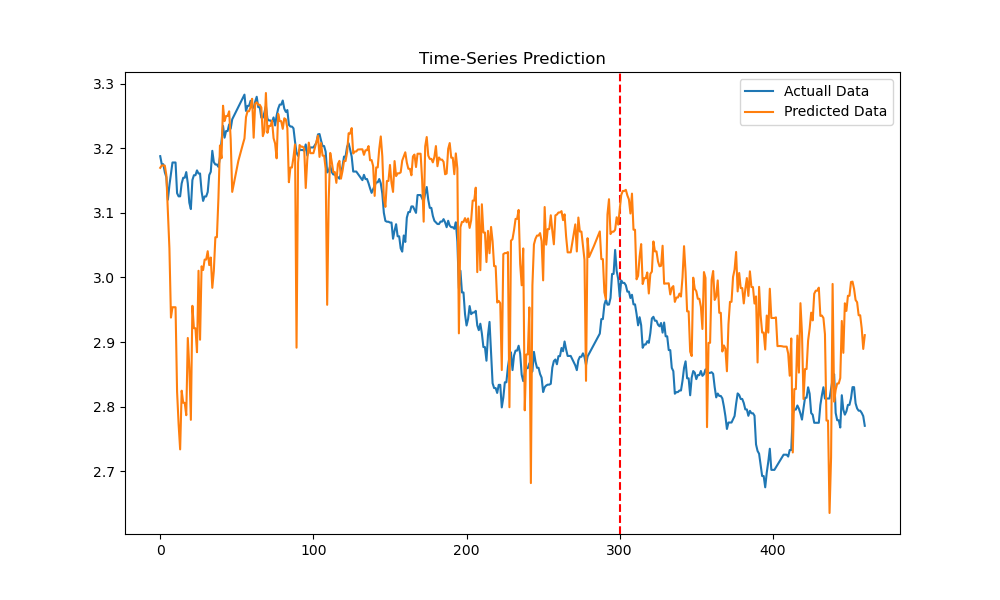 Time-Series Prediction
Actuall Data
Predicted Data
3.3
3.2
3.1
3.0
2.9
2.8
2.7
0 100 200 300 400